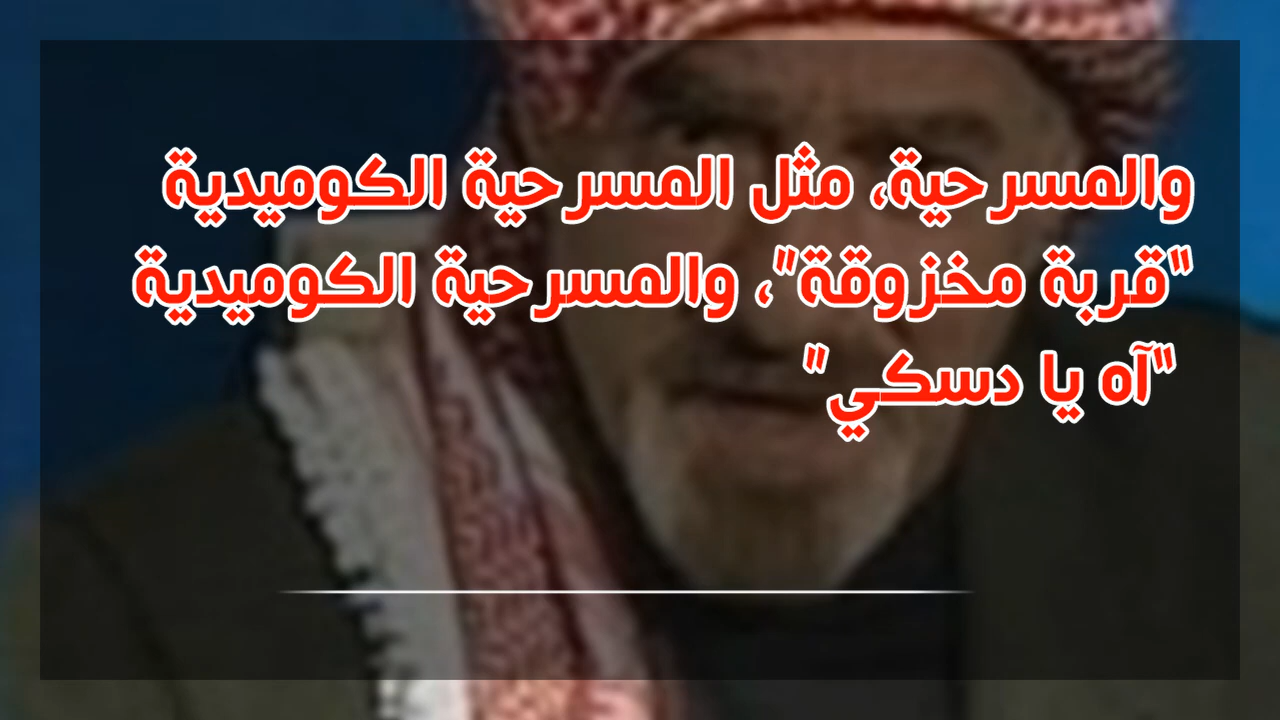 والمسرحية، مثل المسرحية الكوميدية
"قربة مخزوقة"، والمسرحية الكوميدية
"آه يا دسكي"